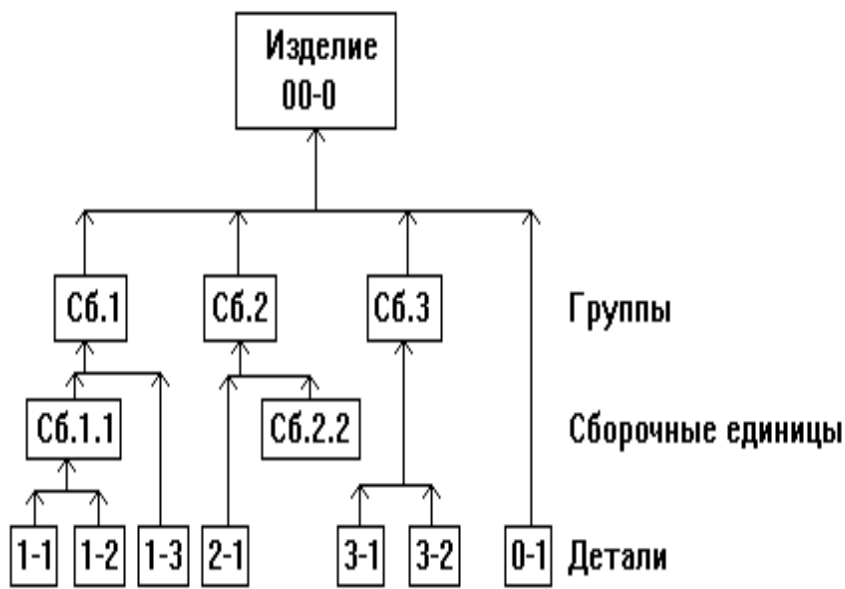 Изделие
00-0
Сб.1 Сб.2 Сб.3 Группы
Сб.1.1 Сб.2.2 Сборочные единицы
1-1 1-2 1-3 2-1 3-1 3-2 0-1 Детали